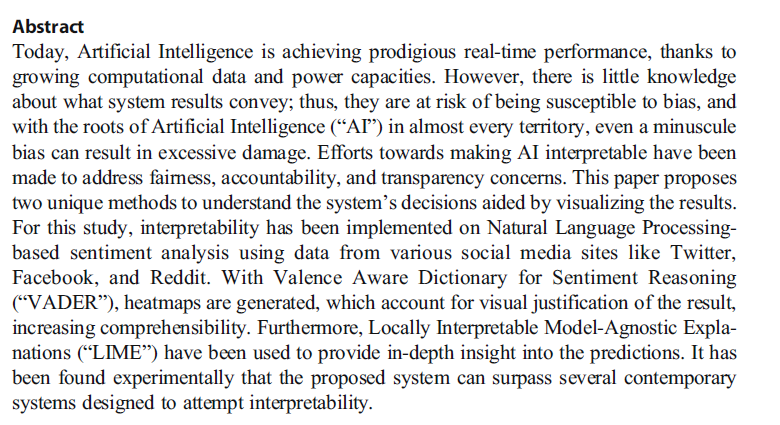 Abstract
Today, Artificial Intelligence is achieving prodigious real-time performance, thanks to
growing computational data and power capacities. However, there is little knowledge
about what system results convey; thus, they are at risk of being susceptible to bias, and
with the roots of Artificial Intelligence (“AI”) in almost every territory, even a minuscule
bias can result in excessive damage. Efforts towards making AI interpretable have been
made to address fairness, accountability, and transparency concerns. This paper proposes
two unique methods to understand the system’s decisions aided by visualizing the results.
For this study, interpretability has been implemented on Natural Language Processing-
based sentiment analysis using data from various social media sites like Twitter,
Facebook, and Reddit. With Valence Aware Dictionary for Sentiment Reasoning
(“VADER”), heatmaps are generated, which account for visual justification of the result,
increasing comprehensibility. Furthermore, Locally Interpretable Model-Agnostic Expla-
nations (“LIME”) have been used to provide in-depth insight into the predictions. It has
been found experimentally that the proposed system can surpass several contemporary
systems designed to attempt interpretability.